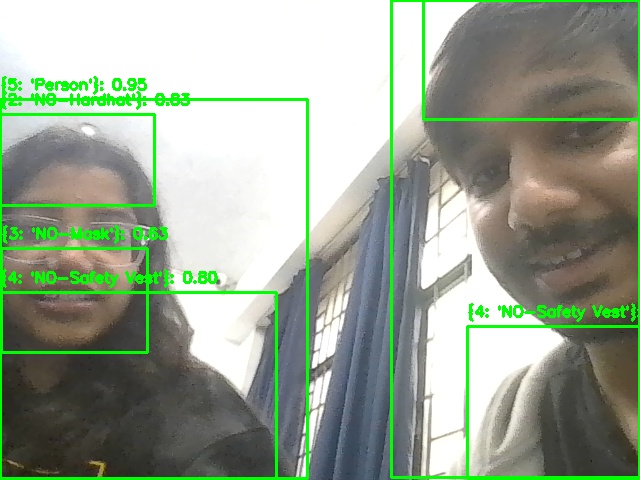 {5: 'Person'}: 0.95
{2: 'NO-Hardhat'}: 0.83
{3: 'NO-Mask'}: 0.63
{4: 'NO-Safety Vest'}: 0.80
{4: 'NO-Safety Vest'}: